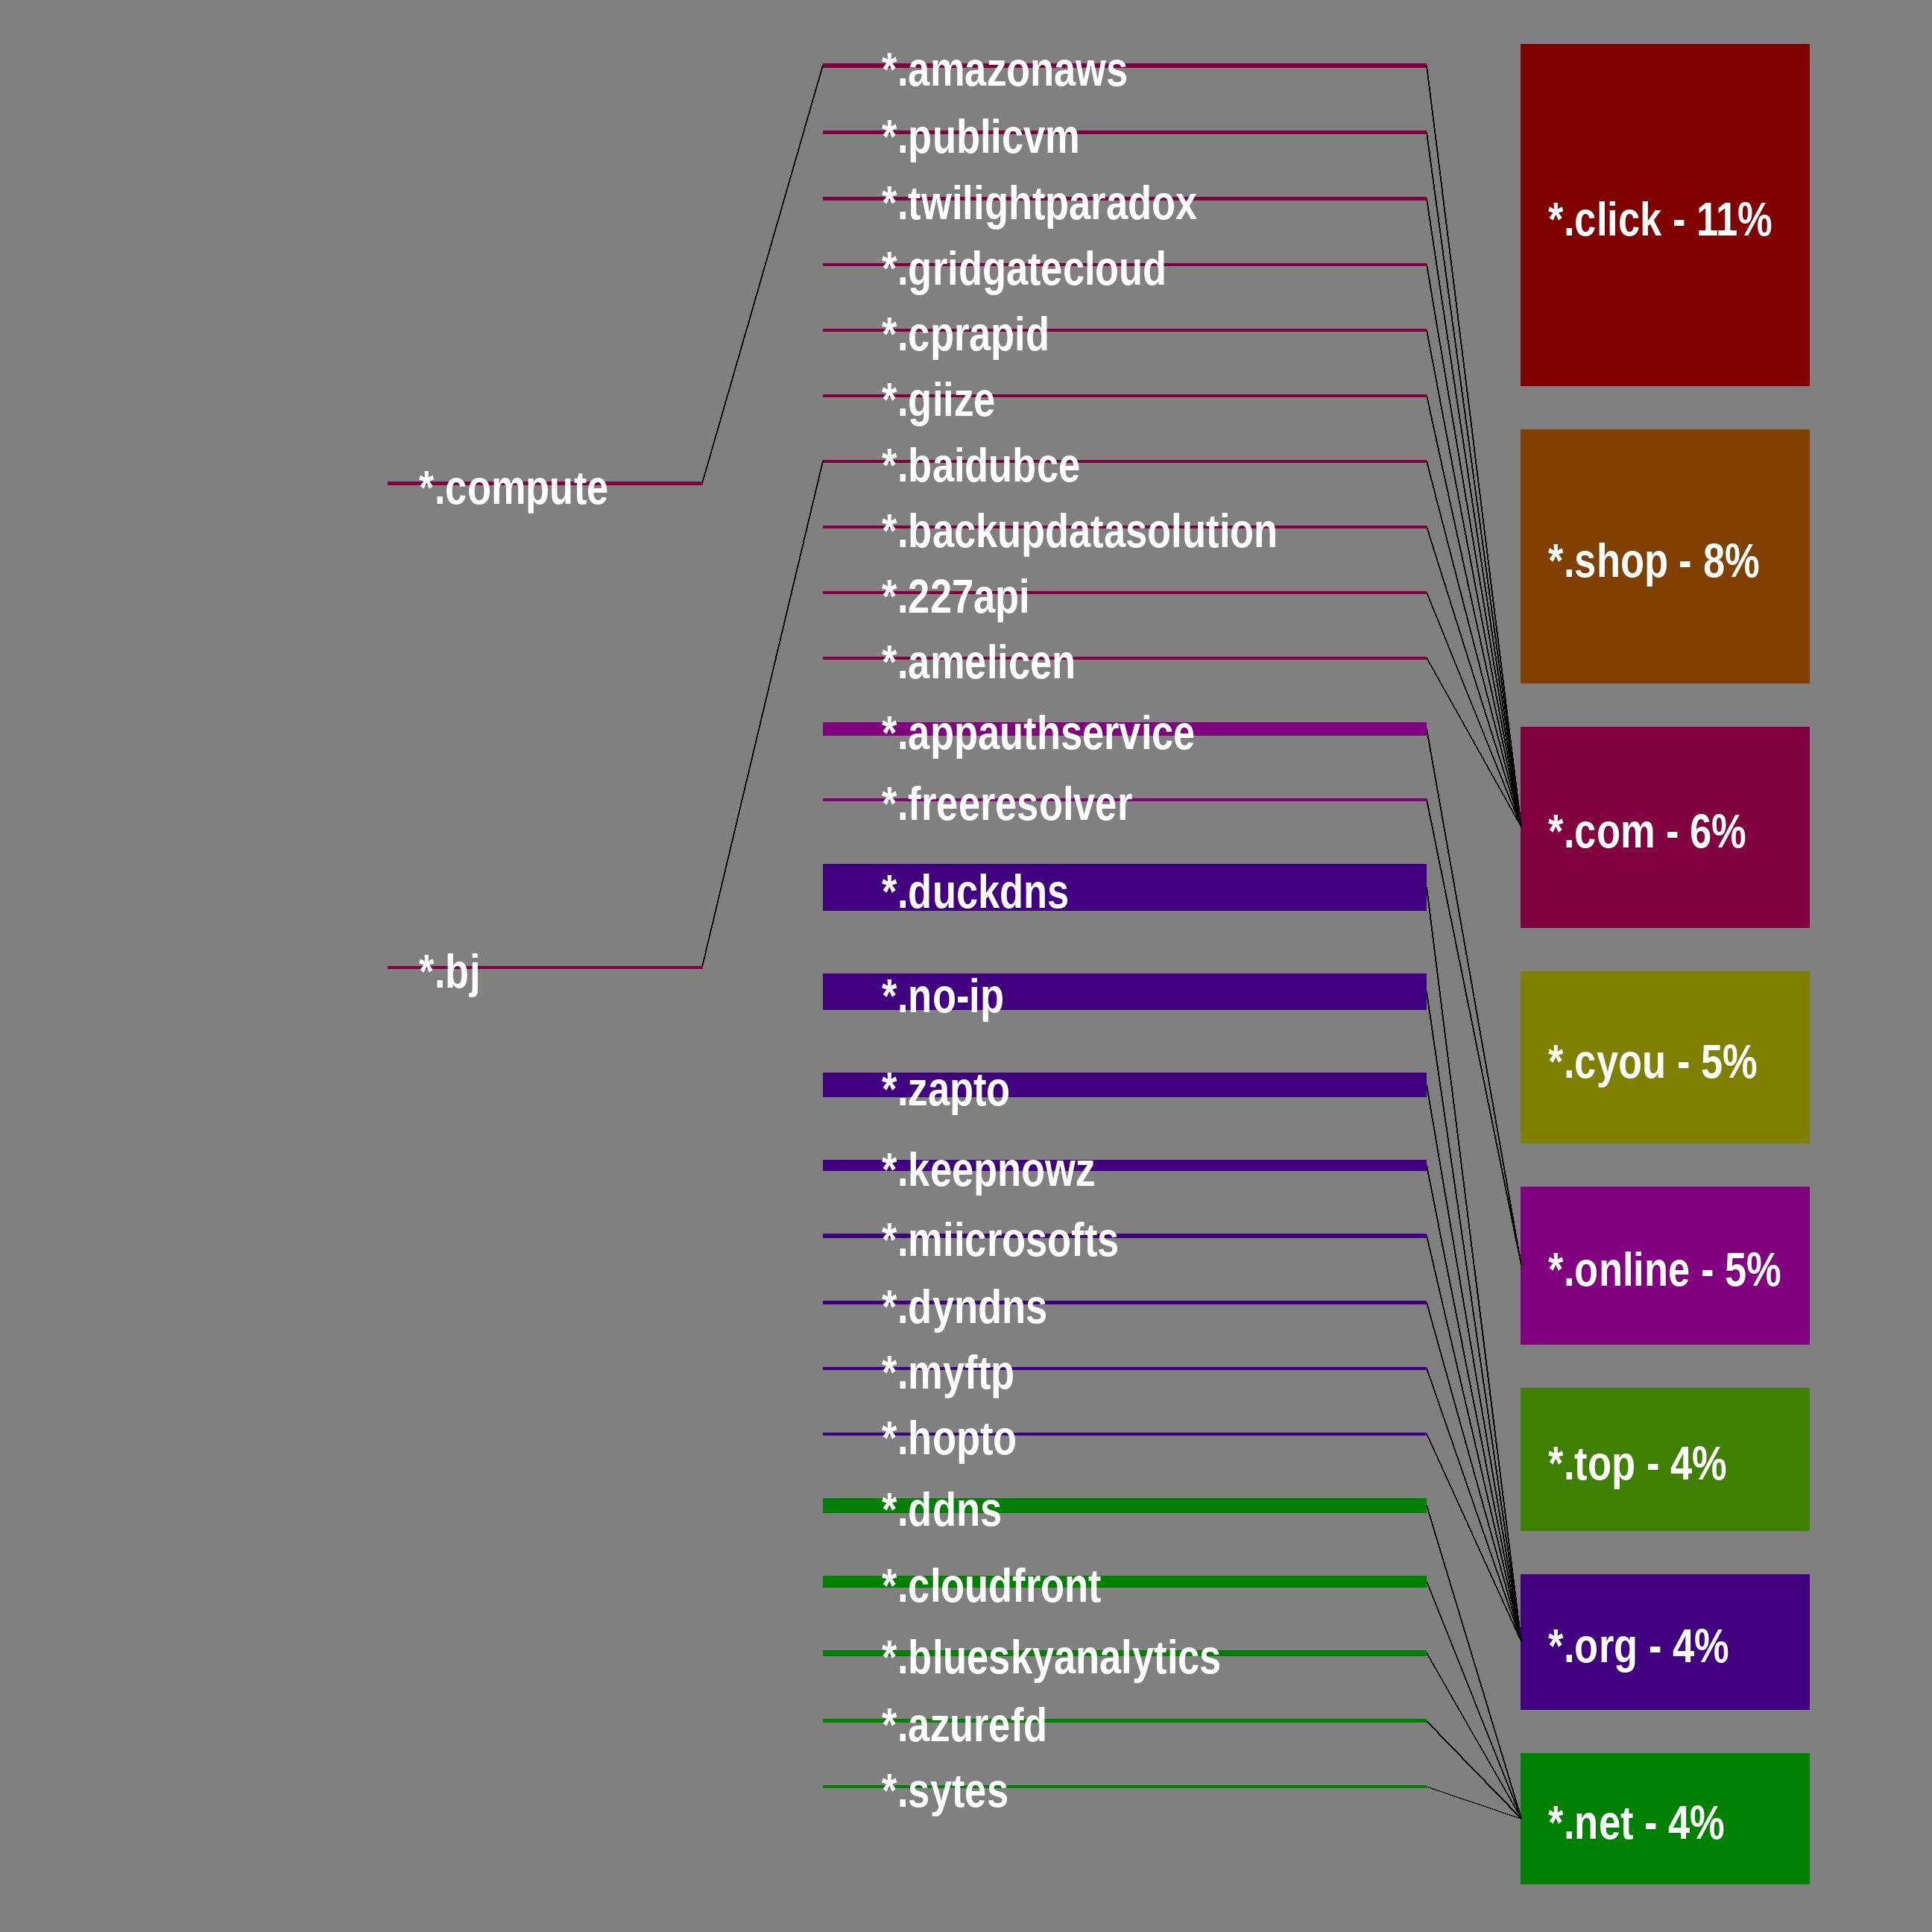 *.compute
*.bj
*.amazonaws
*.publicvm
*.twilightparadox
*.gridgatecloud
*.cprapid
*.giize
*.baidubce
*.backupdatasolution
*.227api
*.amelicen
*.appauthservice
*.freeresolver
*.duckdns
*.no-ip
*.zapto
*.keepnowz
*.miicrosofts
*.dyndns
*.myftp
*.hopto
*.ddns
*.cloudfront
*.blueskyanalytics
*.azurefd
*.sytes
*.click - 11%
*.shop - 8%
*.com - 6%
*.cyou - 5%
*.online - 5%
*.top - 4%
*.org - 4%
*.net - 4%